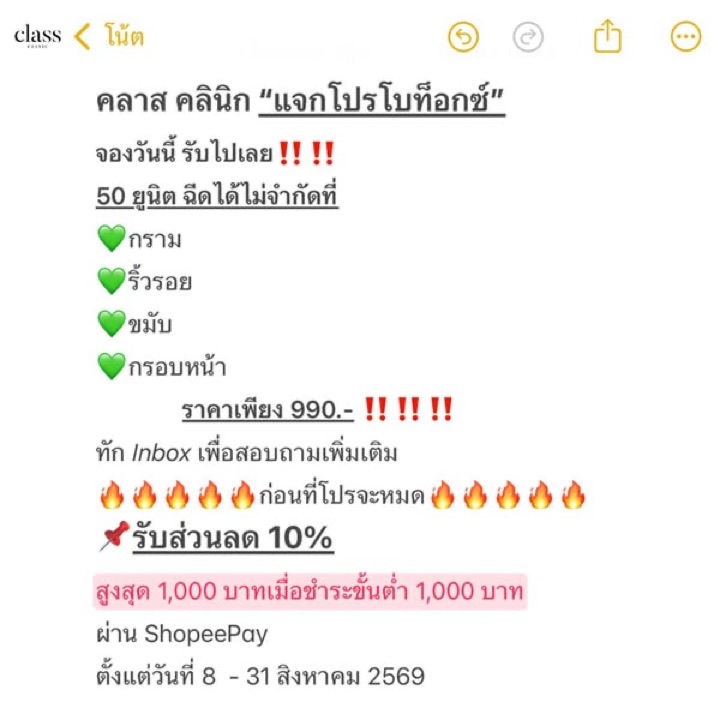 class
CLINIC
โน้ต
คลาส คลินิก “แจกโปรโบท็อกซ์”
จองวันนี้ รับไปเลย‼️ ‼️
50 ยูนิต ฉีดได้ไม่จำกัดที่
💚กราม
💚ริ้วรอย
💚ขมับ
💚กรอบหน้า
ราคาเพียง 990.- ‼️ ‼️ ‼️
ทัก Inbox เพื่อสอบถามเพิ่มเติม
🔥🔥🔥🔥🔥ก่อนที่โปรจะหมด🔥🔥🔥🔥🔥
📌รับส่วนลด 10%
สูงสุด 1,000 บาทเมื่อชำระขั้นต่ำ 1,000 บาท
ผ่าน ShopeePay
ตั้งแต่วันที่ 8 - 31 สิงหาคม 2569